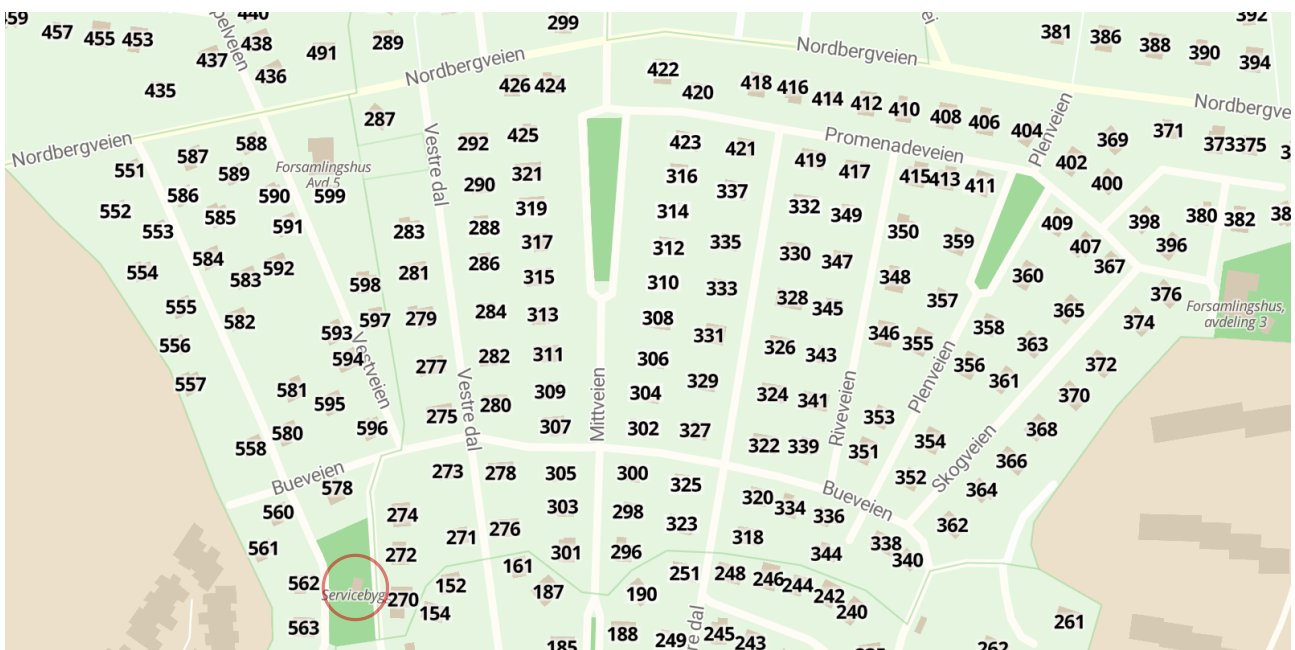 459 457 455 453
440 438 437 436 435 491 289 299
Nordbergveien
426 424 422 420 418 416 414 412 410 408 406 404
Nordbergveien
381 386 388 390 392 394
Nordbergve
Plenveien
402 400 369 371 373 375
Promenadeveien
Nordbergveien
551 587 588 589 586 590 585 591 552 553 584 554 583 592 555 582 556 557
287
Forsamlingshus
Avd 5
599
Vestre dal
292 425 290 321 319 288 317 286 315 284 313 282 311 280 309 307
283 281 598 597 279 593 594 277 581 595 275 580 596 558
Vestveien
Vestre dal
Mittveien
423 421 316 337 314 312 335 310 333 308 331 306 329 304 302 327
419 417 332 349 330 347 328 345 326 343 324 341 322 339
415 413 411 350 359 348 357 346 355 353 351
Riveveien
Plenveien
409 407 367 360 365 358 363 356 361 354 352
398 380 382 396 376 374 372 370 368 366 364 362
Forsamlingshus,
avdeling 3
Skogveien
Bueveien
578 560 561 562 563
273 278 305 300 325
274 303 298 323
272 271 276 301 296
Bueveien
320 334 336 318 344 338 340
Servicebyg
270 152 154 161 187 190 251 248 246 244 242 240
185 188 249 245 243 262 261
re dal